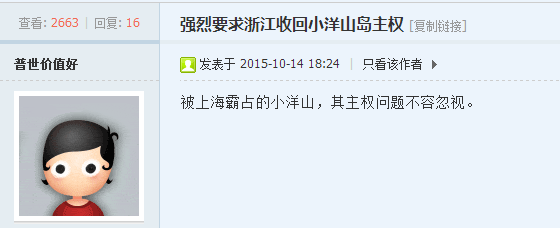 查看: 2663 | 回复: 16
强烈要求浙江收回小洋山岛主权 [复制链接]
普世价值好
发表于 2015-10-14 18:24 | 只看该作者
被上海霸占的小洋山，其主权问题不容忽视。